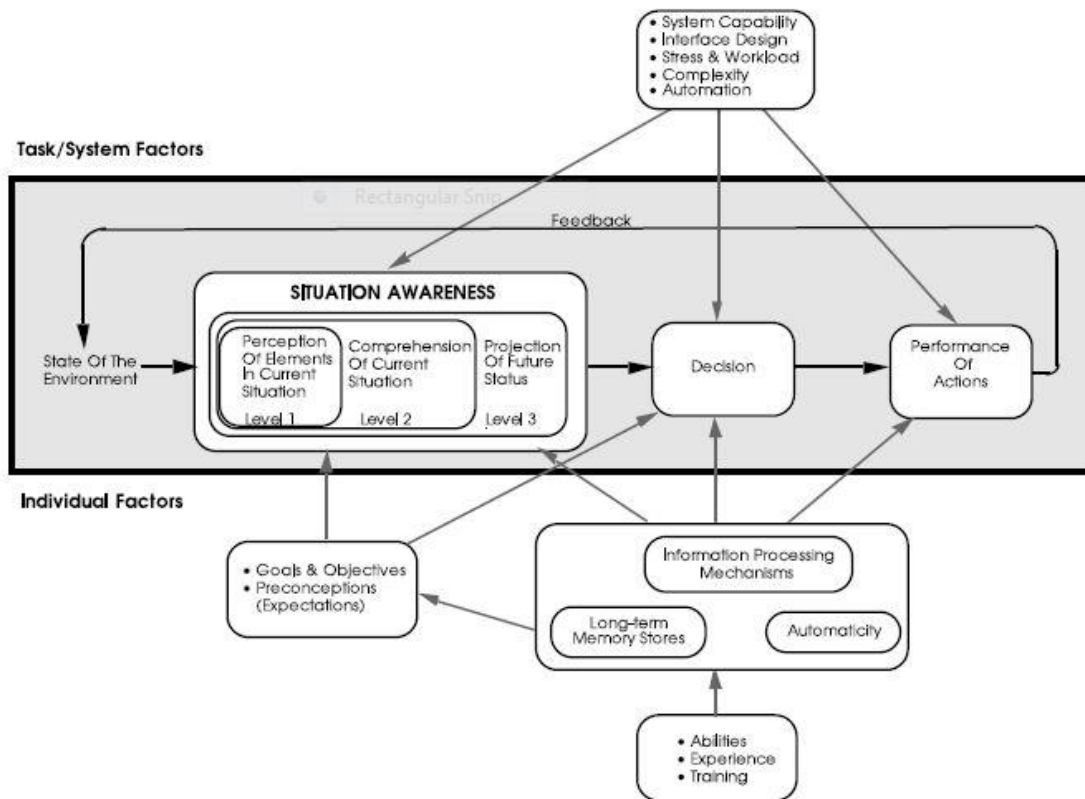 • System Capability
• Interface Design
• Stress & Workload
• Complexity
• Automation
Task/System Factors
Rectangular Snip
Feedback
SITUATION AWARENESS
Perception
Of Elements
In Current
Situation
Level 1
Comprehension
Of Current
Situation
Level 2
Projection
Of Future
Status
Level 3
State Of The
Environment
Decision
Performance
Of
Actions
Individual Factors
• Goals & Objectives
• Preconceptions
(Expectations)
Information Processing
Mechanisms
Long-term
Memory Stores
Automaticity
• Abilities
• Experience
• Training